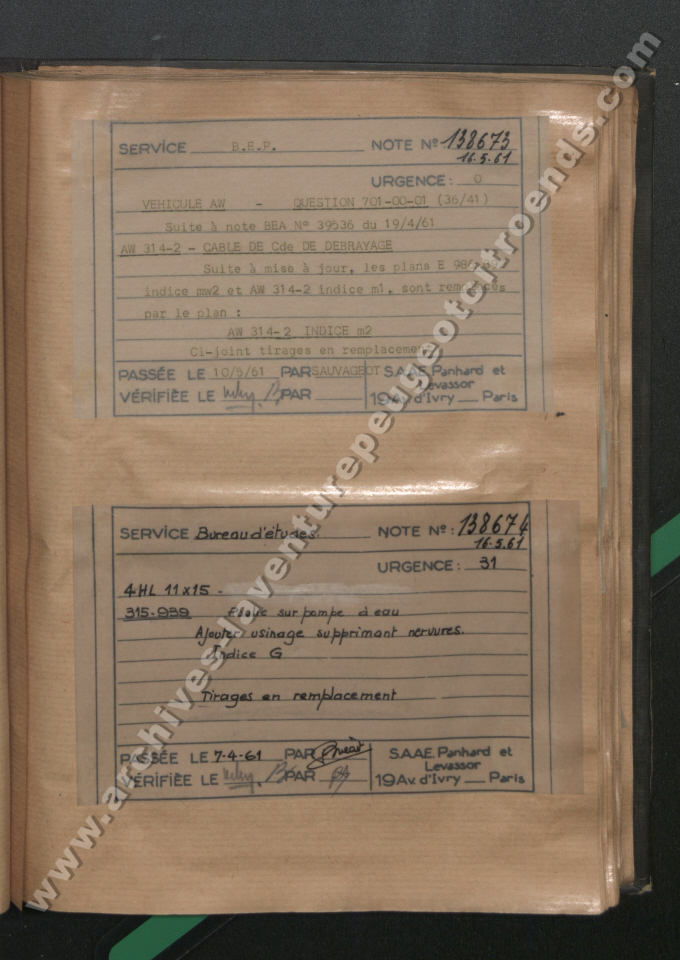 SERVICE B.E.P. NOTE Nº 138673
16.5.61
URGENCE: 0
VEHICULE AW - QUESTION 701-00-01 (36/41)
Suite à note BEA Nº 39536 du 19/4/61
AW 314-2 - CABLE DE Cde DE DEBRAYAGE
Suite à mise à jour, les plans E
indice mw2 et AW 314-2 indice m1, sont remplacés
par le plan :
AW 314-2 INDICE m2
Ci-joint tirages en remplacement
PASSÉE LE 10/5/61 PAR SAUVAGEOT S.A.A.E. Panhard et
Levassor
VÉRIFIÈE LE PAR 19 Av. d'Ivry Paris
SERVICE Bureau d'études. NOTE Nº: 138674
16.5.61
URGENCE: 31
4HL 11x15 -
315-939 sur pompe à eau
Ajouter usinage supprimant nervures.
Indice G
Tirages en remplacement
PASSÉE LE 7-4-61 PAR S.A.A.E. Panhard et
Levassor
VÉRIFIÈE LE PAR 19 Av. d'Ivry Paris
www.archives-laventurepeugeotcitroends.com